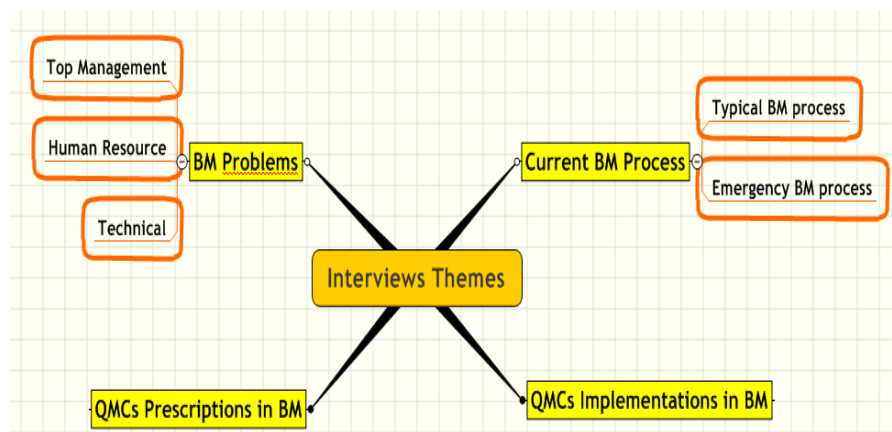 Top Management
Human Resource
Technical
BM Problems
Current BM Process
Typical BM process
Emergency BM process
Interviews Themes
QMCs Prescriptions in BM
QMCs Implementations in BM